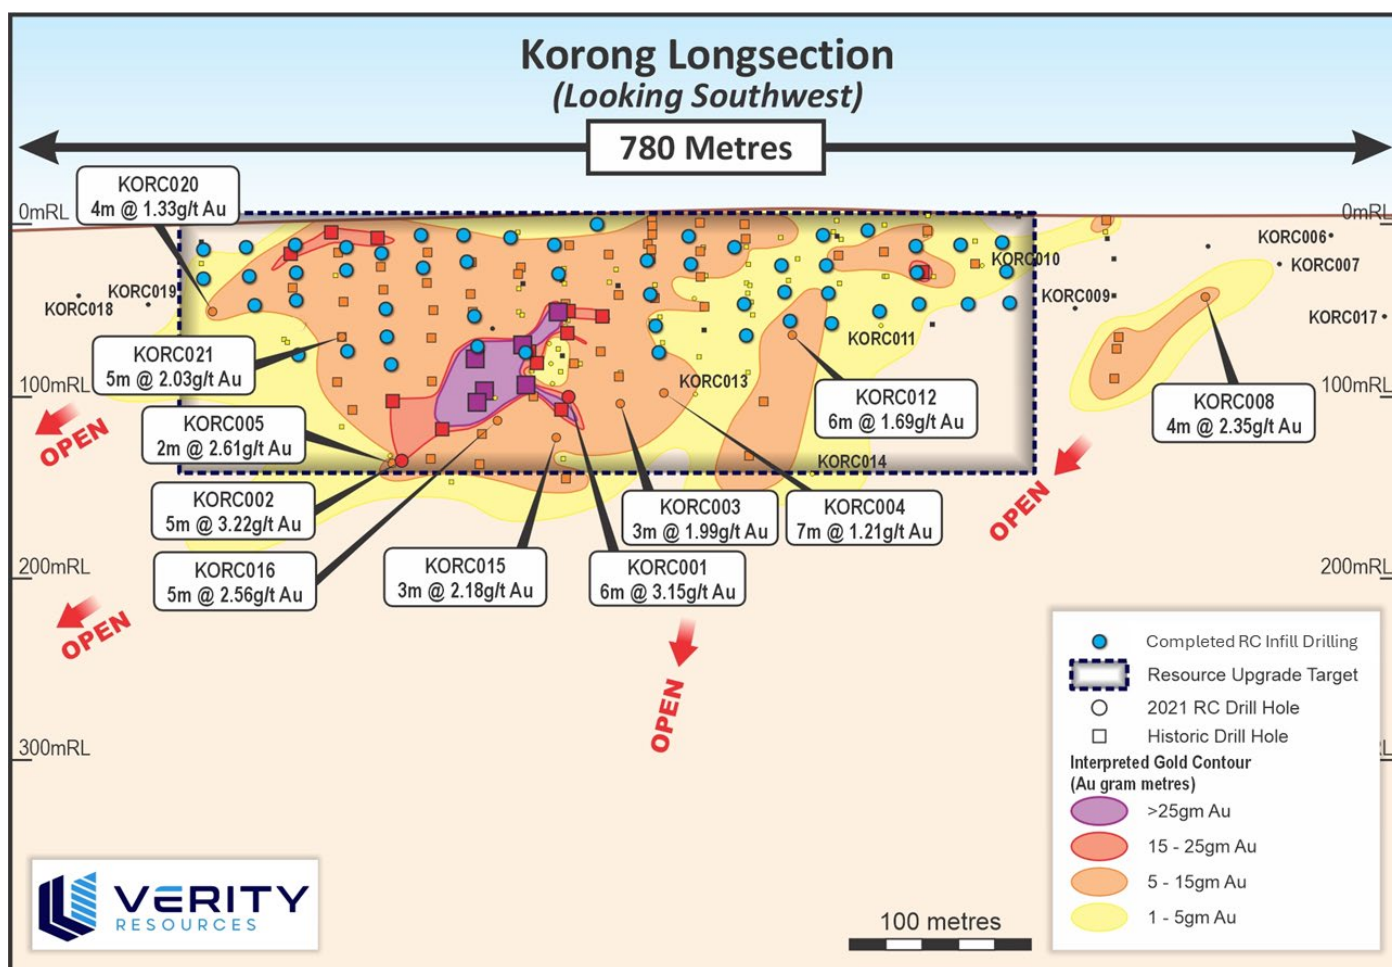 Korong Longsection
(Looking Southwest)
780 Metres
KORC020
4m @ 1.33g/t Au
0mRL
0mRL
KORC006
KORC010
KORC007
KORC019
KORC018
KORC009
KORC017
KORC011
KORC021
5m @ 2.03g/t Au
KORC013
100mRL
100mRL
KORC012
6m @ 1.69g/t Au
KORC008
4m @ 2.35g/t Au
OPEN
KORC005
2m @ 2.61g/t Au
KORC014
OPEN
KORC002
5m @ 3.22g/t Au
KORC003
3m @ 1.99g/t Au
KORC004
7m @ 1.21g/t Au
KORC016
5m @ 2.56g/t Au
KORC015
3m @ 2.18g/t Au
KORC001
6m @ 3.15g/t Au
200mRL
200mRL
OPEN
OPEN
300mRL
Completed RC Infill Drilling
Resource Upgrade Target
2021 RC Drill Hole
Historic Drill Hole
Interpreted Gold Contour
(Au gram metres)
>25gm Au
15 - 25gm Au
5 - 15gm Au
1 - 5gm Au
VERITY
RESOURCES
100 metres